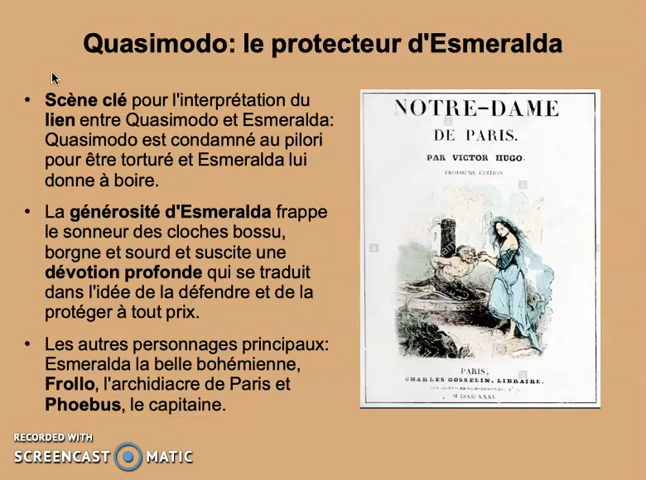 Quasimodo: le protecteur d'Esmeralda
• Scène clé pour l'interprétation du
lien entre Quasimodo et Esmeralda:
Quasimodo est condamné au pilori
pour être torturé et Esmeralda lui
donne à boire.
• La générosité d'Esmeralda frappe
le sonneur des cloches bossu,
borgne et sourd et suscite une
dévotion profonde qui se traduit
dans l'idée de la défendre et de la
protéger à tout prix.
• Les autres personnages principaux:
Esmeralda la belle bohémienne,
Frollo, l'archidiacre de Paris et
Phoebus, le capitaine.
NOTRE-DAME
DE PARIS.
PAR VICTOR HUGO.
PARIS,
CHARLES GOSSELIN, LIBRAIRE,
RECORDED WITH
SCREENCAST MATIC